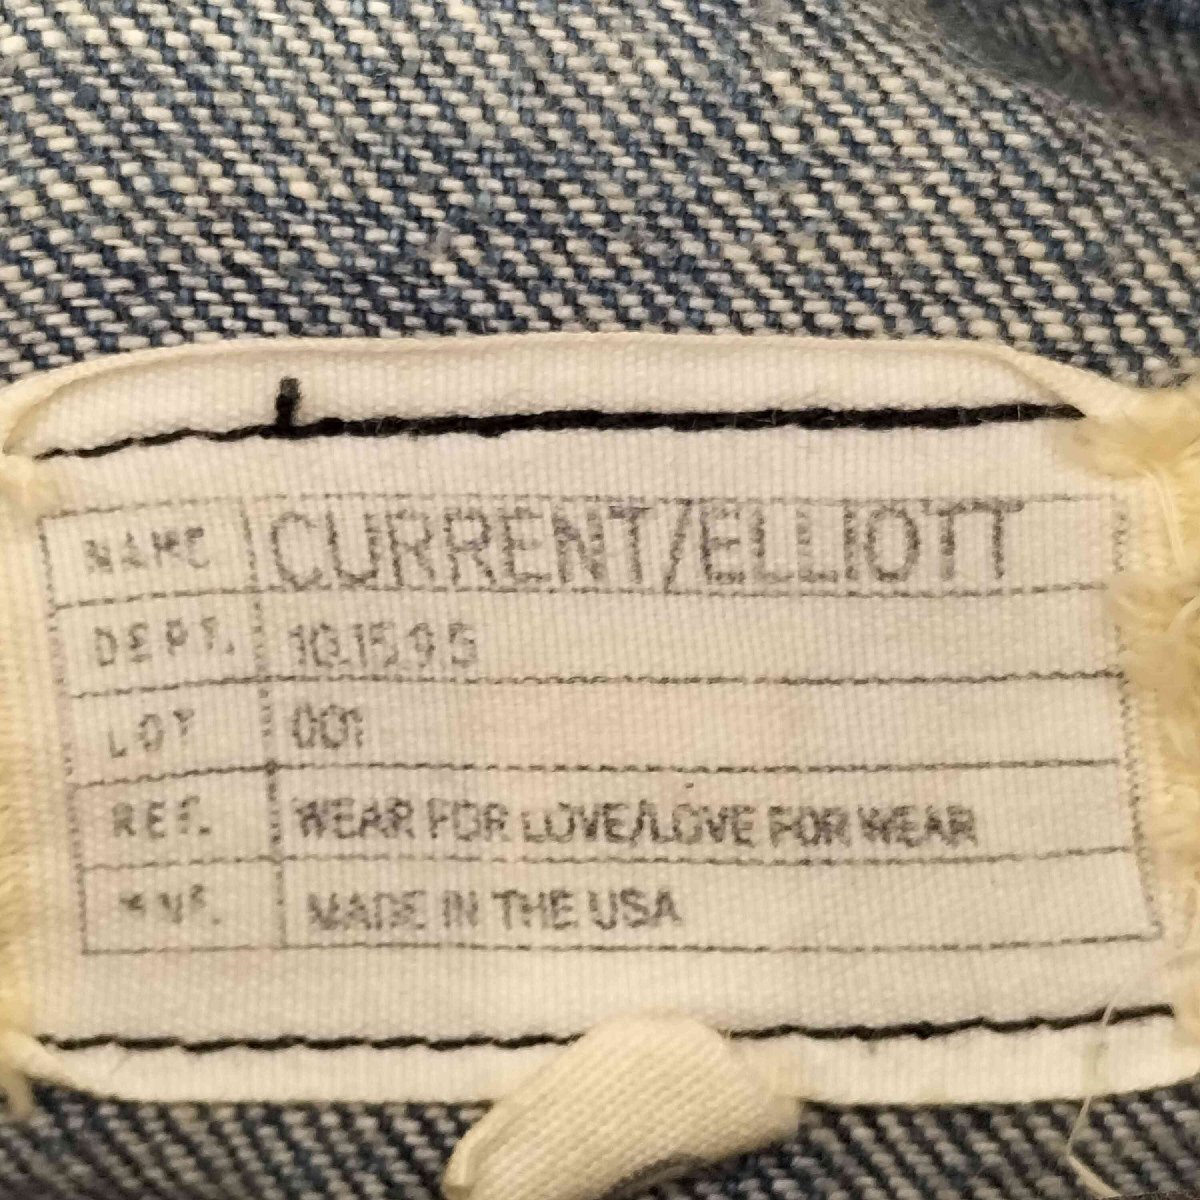 NAME CURRENT/ELLIOTT
DEPT. 10.15.9.5
LOT 001
REF. WEAR FOR LOVE/LOVE FOR WEAR
MNF. MADE IN THE USA